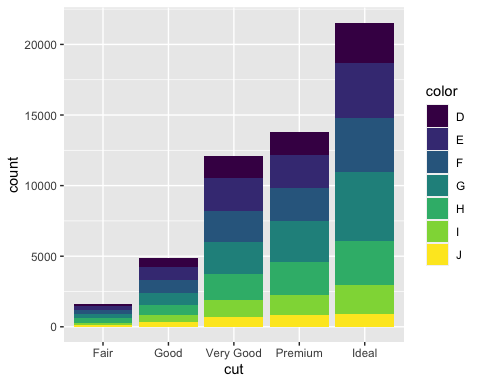 20000
15000
10000
5000
0
count
Fair Good Very Good Premium Ideal
cut
color
D
E
F
G
H
I
J